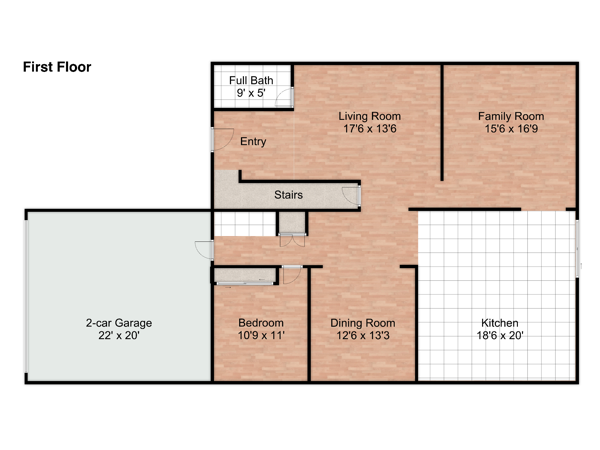 First Floor
Full Bath
9' x 5'
Living Room
17'6 x 13'6
Family Room
15'6 x 16'9
Entry
Stairs
2-car Garage
22' x 20'
Bedroom
10'9 x 11'
Dining Room
12'6 x 13'3
Kitchen
18'6 x 20'